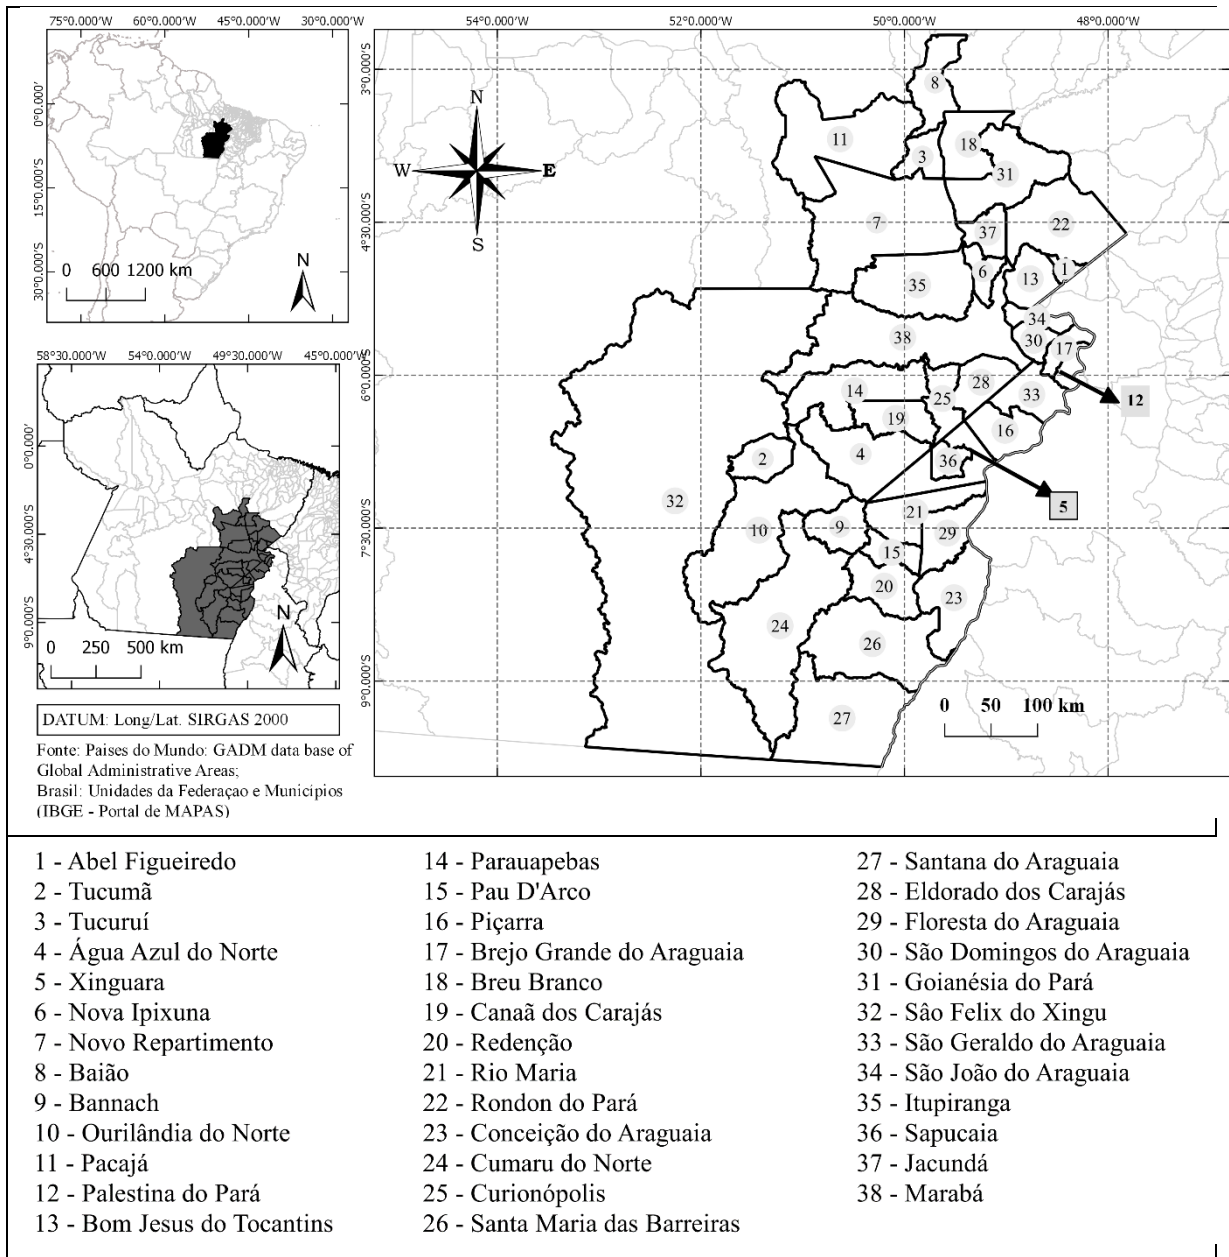 75°0.000'W 60°0.000'W 45°0.000'W 30°0.000'W
0°0.000'
15°0.000'S
30°0.000'S
0 600 1200 km
N
58°30.000'W 54°0.000'W 49°30.000'W 45°0.000'W
0°0.000'
4°30.000'S
9°0.000'S
0 250 500 km
N
DATUM: Long/Lat. SIRGAS 2000
Fonte: Paises do Mundo: GADM data base of
Global Administrative Areas;
Brasil: Unidades da Federaçao e Municipios
(IBGE - Portal de MAPAS)
54°0.000'W 52°0.000'W 50°0.000'W 48°0.000'W
3°0.000'S
4°30.000'S
6°0.000'S
7°30.000'S
9°0.000'S
N
W E
S
8
11
18
3
31
7
37
22
6
1
13
35
34
38
30
17
28
14
25
33
12
19
16
4
36
2
32
5
21
10
9
29
15
20
23
24
26
27
0 50 100 km
1 - Abel Figueiredo
2 - Tucumã
3 - Tucuruí
4 - Água Azul do Norte
5 - Xinguara
6 - Nova Ipixuna
7 - Novo Repartimento
8 - Baião
9 - Bannach
10 - Ourilândia do Norte
11 - Pacajá
12 - Palestina do Pará
13 - Bom Jesus do Tocantins
14 - Parauapebas
15 - Pau D'Arco
16 - Piçarra
17 - Brejo Grande do Araguaia
18 - Breu Branco
19 - Canaã dos Carajás
20 - Redenção
21 - Rio Maria
22 - Rondon do Pará
23 - Conceição do Araguaia
24 - Cumaru do Norte
25 - Curionópolis
26 - Santa Maria das Barreiras
27 - Santana do Araguaia
28 - Eldorado dos Carajás
29 - Floresta do Araguaia
30 - São Domingos do Araguaia
31 - Goianésia do Pará
32 - Sâo Felix do Xingu
33 - São Geraldo do Araguaia
34 - São João do Araguaia
35 - Itupiranga
36 - Sapucaia
37 - Jacundá
38 - Marabá